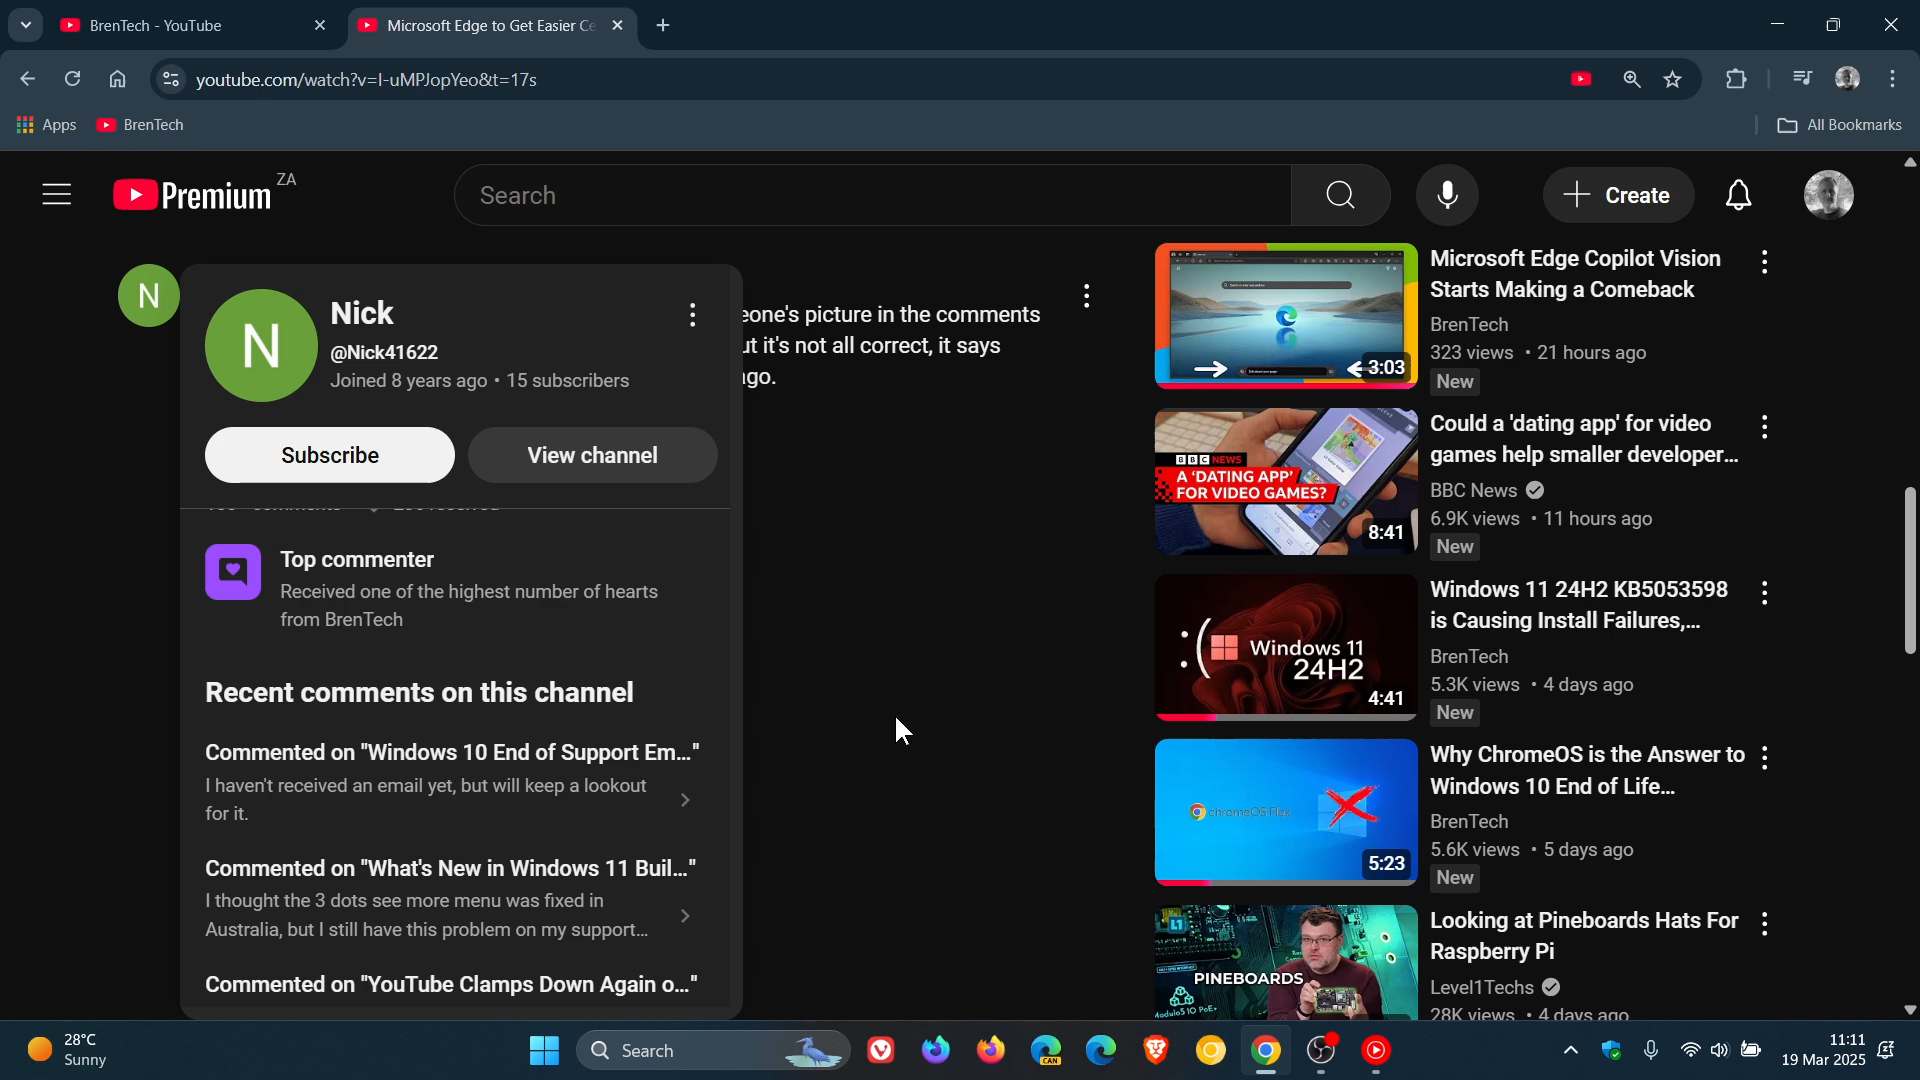 BrenTech - YouTube
Microsoft Edge to Get Easier Ce
youtube.com/watch?v=I-uMPJopYeo&t=17s
Apps
BrenTech
All Bookmarks
Premium ZA
Search
Create
N
N
Nick
@Nick41622
Joined 8 years ago • 15 subscribers
Subscribe
View channel
eone's picture in the comments
ut it's not all correct, it says
ago.
Top commenter
Received one of the highest number of hearts
from BrenTech
Recent comments on this channel
Commented on "Windows 10 End of Support Em..."
I haven't received an email yet, but will keep a lookout
for it.
Commented on "What's New in Windows 11 Buil..."
I thought the 3 dots see more menu was fixed in
Australia, but I still have this problem on my support...
Commented on "YouTube Clamps Down Again o..."
3:03
Microsoft Edge Copilot Vision
Starts Making a Comeback
BrenTech
323 views • 21 hours ago
New
BBC NEWS
A 'DATING APP'
FOR VIDEO GAMES?
8:41
Could a 'dating app' for video
games help smaller developer...
BBC News
6.9K views • 11 hours ago
New
:( Windows 11
24H2
4:41
Windows 11 24H2 KB5053598
is Causing Install Failures,...
BrenTech
5.3K views • 4 days ago
New
chromeOS Flex
5:23
Why ChromeOS is the Answer to
Windows 10 End of Life...
BrenTech
5.6K views • 5 days ago
New
L1
PINEBOARDS
Modulo5 IO PoE+
Looking at Pineboards Hats For
Raspberry Pi
Level1Techs
28K views • 4 days ago
28°C
Sunny
Search
CAN
11:11
19 Mar 2025